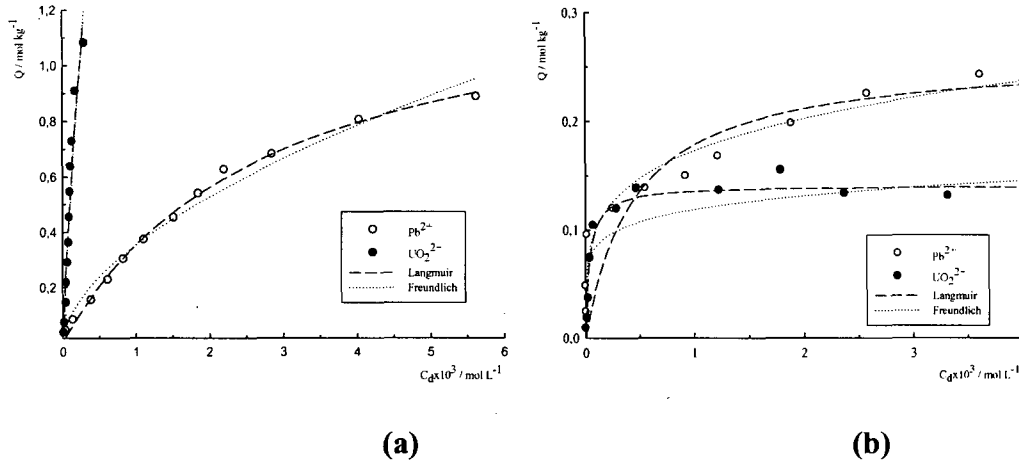 Q / mol kg⁻¹
1,2
1,0
0,8
0,6
0,4
0,2
0 1 2 3 4 5 6
C_d x10³ / mol L⁻¹
Pb²⁺
UO₂²⁻
Langmuir
Freundlich
(a)
Q / mol kg⁻¹
0,3
0,2
0,1
0,0
0 1 2 3
C_d x10³ / mol L⁻¹
Pb²⁺
UO₂²⁻
Langmuir
Freundlich
(b)